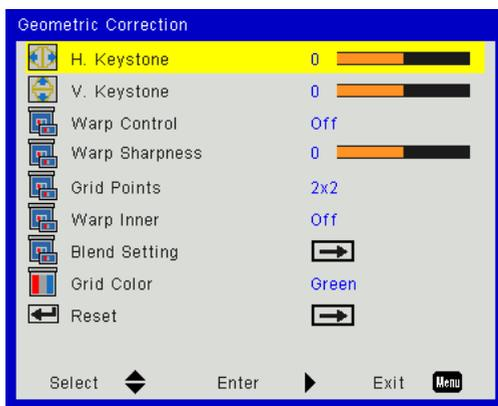 Geometric Correction
H. Keystone 0
V. Keystone 0
Warp Control Off
Warp Sharpness 0
Grid Points 2x2
Warp Inner Off
Blend Setting
Grid Color Green
Reset
Select Enter Exit Menu